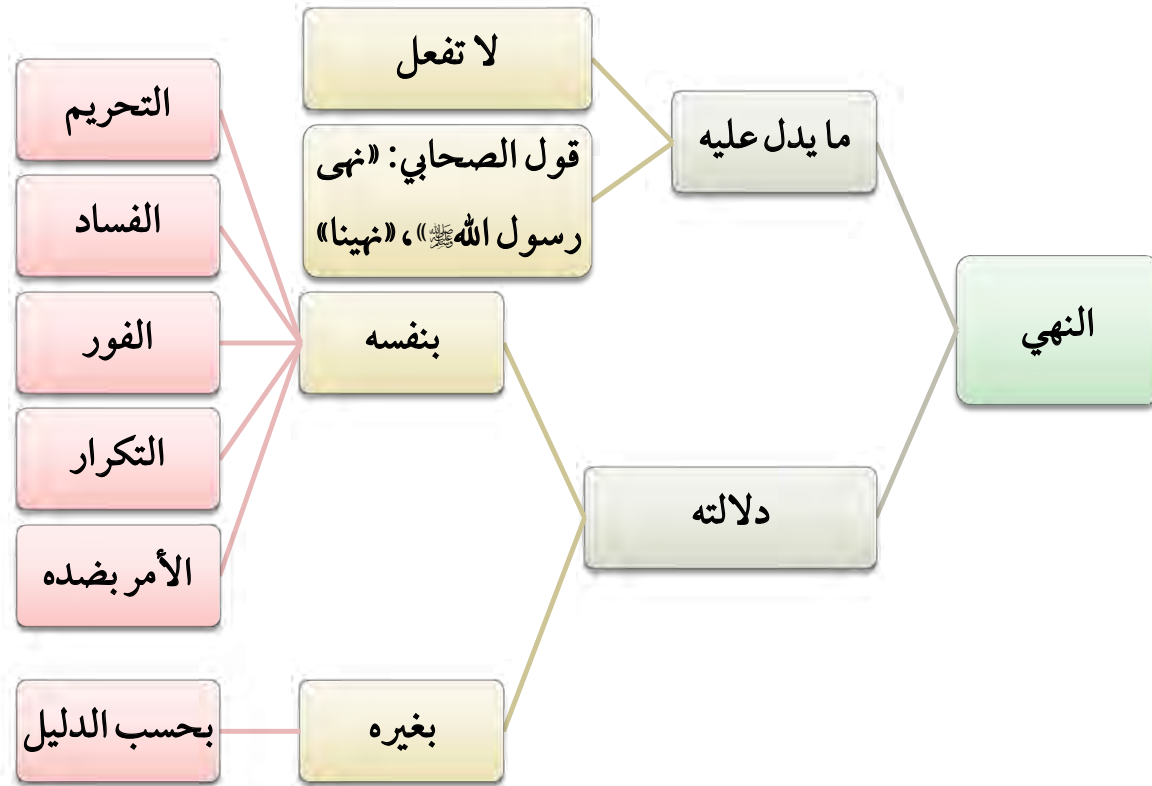 النهي
ما يدل عليه
لا تفعل
قول الصحابي: «نهى
رسول الله ﷺ»، «نهينا»
دلالته
بنفسه
التحريم
الفساد
الفور
التكرار
الأمر بضده
بغيره
بحسب الدليل